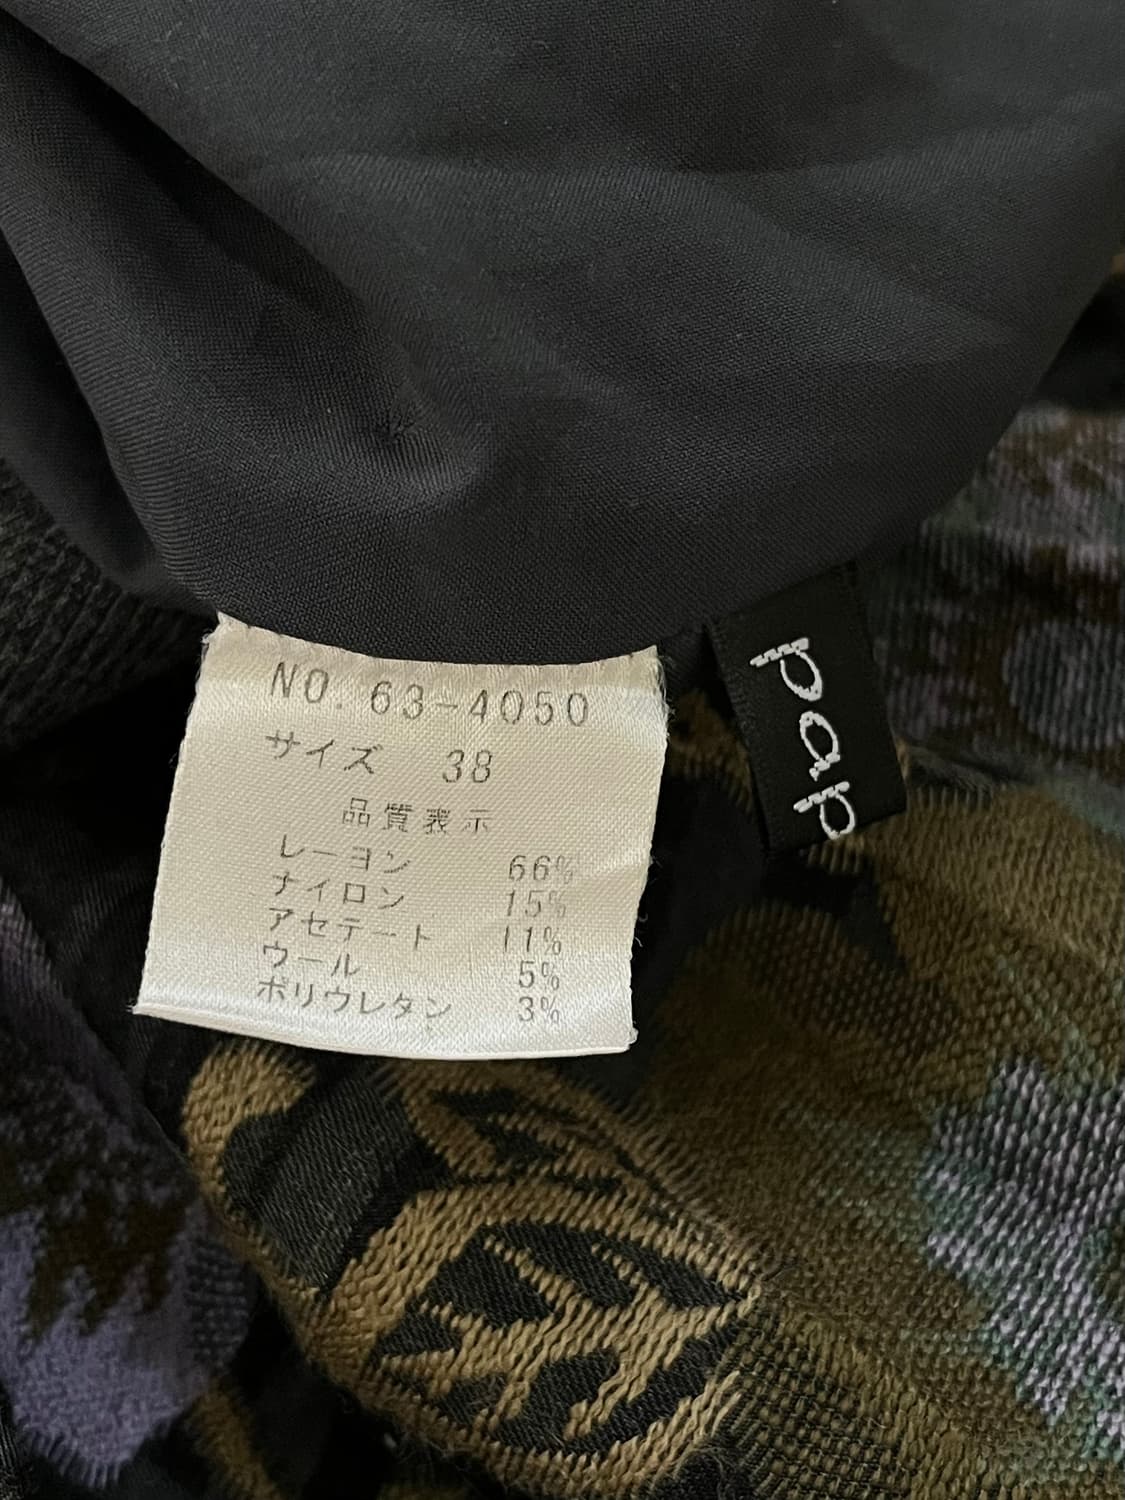 NO. 63-4050
サイズ 38
品質表示
レーヨン 66%
ナイロン 15%
アセテート 11%
ウール 5%
ポリウレタン 3%
pap